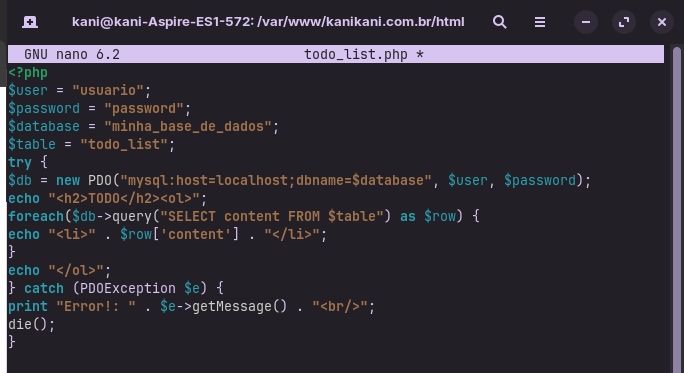 kani@kani-Aspire-ES1-572: /var/www/kanikani.com.br/html
GNU nano 6.2 todo_list.php *
<?php
$user = "usuario";
$password = "password";
$database = "minha_base_de_dados";
$table = "todo_list";
try {
$db = new PDO("mysql:host=localhost;dbname=$database", $user, $password);
echo "<h2>TODO</h2><ol>";
foreach($db->query("SELECT content FROM $table") as $row) {
echo "<li>" . $row['content'] . "</li>";
}
echo "</ol>";
} catch (PDOException $e) {
print "Error!: " . $e->getMessage() . "<br/>";
die();
}